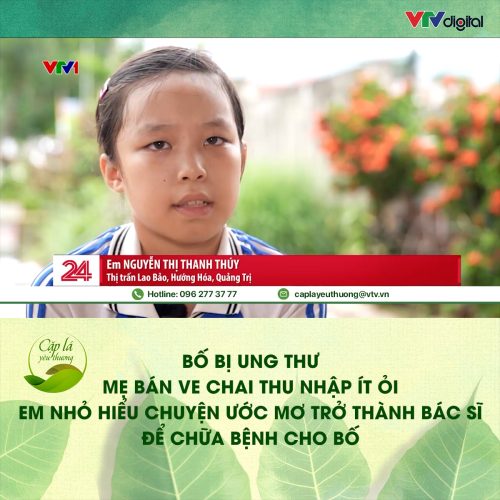 VTVdigital
VTV1
24
Em NGUYỄN THỊ THANH THÚY
Thị trấn Lao Bảo, Hướng Hóa, Quảng Trị
Hotline: 096 277 37 77
caplayeuthuong@vtv.vn
Cặp lá
yêu thương
BỐ BỊ UNG THƯ
MẸ BÁN VE CHAI THU NHẬP ÍT ỎI
EM NHỎ HIỂU CHUYỆN ƯỚC MƠ TRỞ THÀNH BÁC SĨ
ĐỂ CHỮA BỆNH CHO BỐ